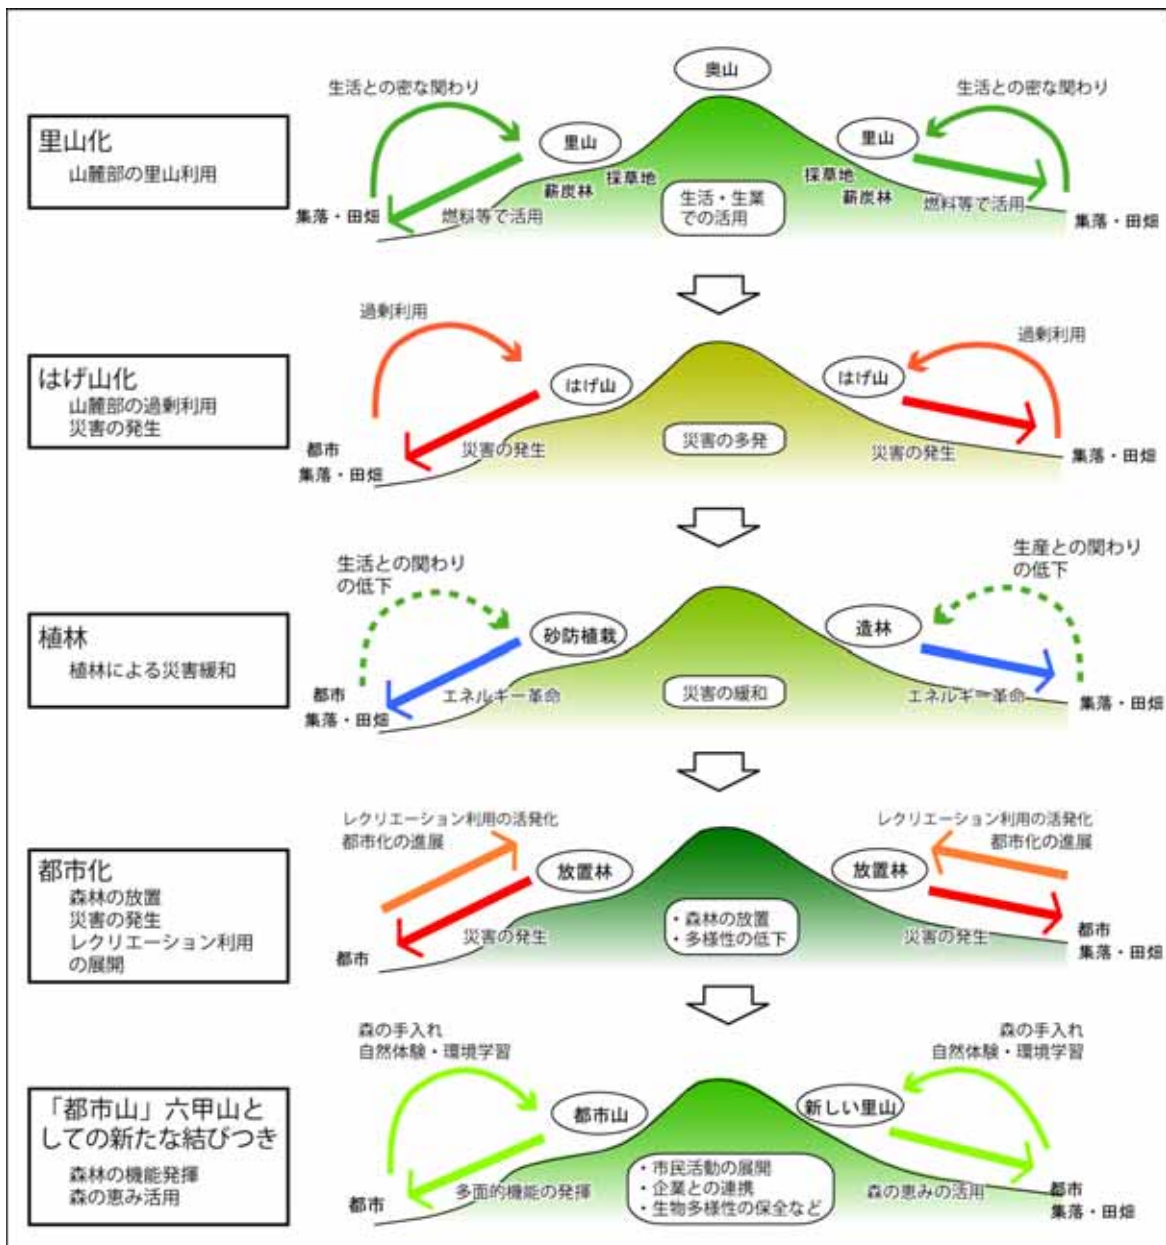 里山化
山麓部の里山利用
奥山
生活との密な関わり
生活との密な関わり
里山
里山
薪炭林
採草地
採草地
薪炭林
生活・生業
での活用
集落・田畑
燃料等で活用
燃料等で活用
集落・田畑
はげ山化
山麓部の過剰利用
災害の発生
過剰利用
過剰利用
はげ山
はげ山
災害の多発
都市
集落・田畑
災害の発生
災害の発生
集落・田畑
植林
植林による災害緩和
生活との関わり
の低下
生産との関わり
の低下
砂防植栽
造林
災害の緩和
都市
集落・田畑
エネルギー革命
エネルギー革命
集落・田畑
都市化
森林の放置
災害の発生
レクリエーション利用
の展開
レクリエーション利用の活発化
都市化の進展
レクリエーション利用の活発化
都市化の進展
放置林
放置林
・森林の放置
・多様性の低下
都市
災害の発生
災害の発生
都市
集落・田畑
「都市山」六甲山と
しての新たな結びつき
森林の機能発揮
森の恵み活用
森の手入れ
自然体験・環境学習
森の手入れ
自然体験・環境学習
都市山
新しい里山
・市民活動の展開
・企業との連携
・生物多様性の保全など
都市
多面的機能の発揮
森の恵みの活用
都市
集落・田畑